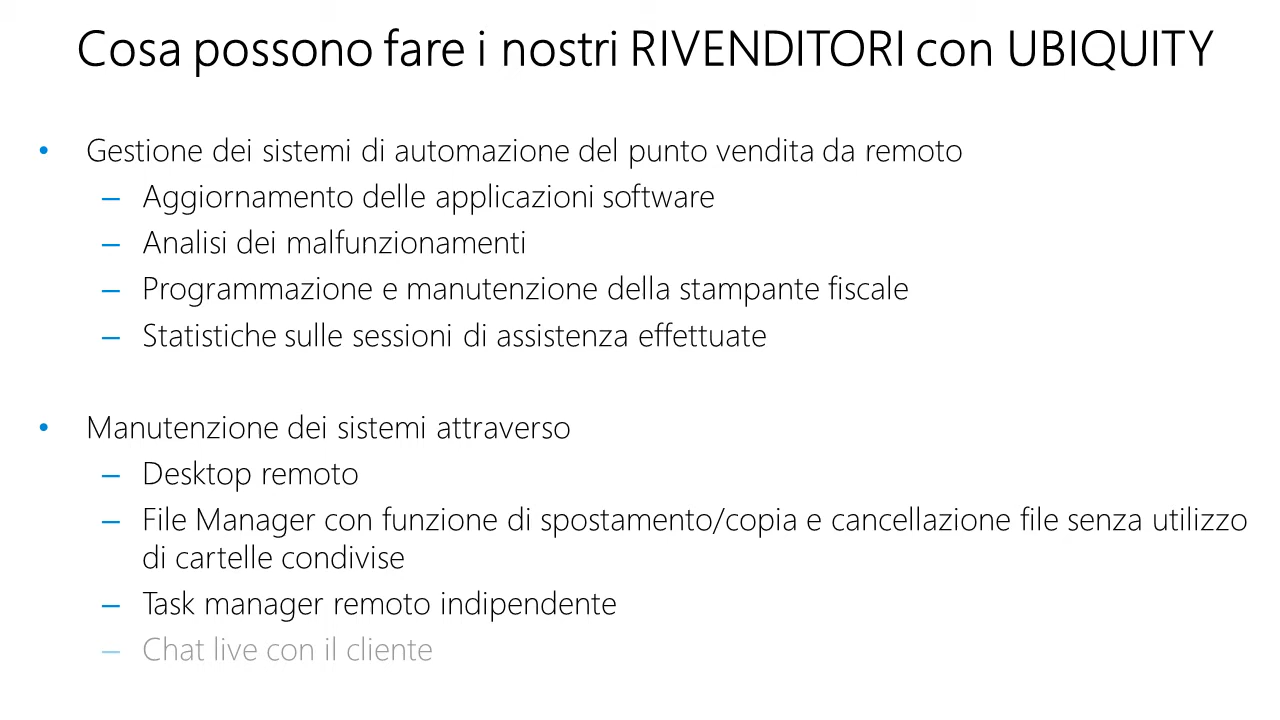 Cosa possono fare i nostri RIVENDITORI con UBIQUITY
• Gestione dei sistemi di automazione del punto vendita da remoto
– Aggiornamento delle applicazioni software
– Analisi dei malfunzionamenti
– Programmazione e manutenzione della stampante fiscale
– Statistiche sulle sessioni di assistenza effettuate
• Manutenzione dei sistemi attraverso
– Desktop remoto
– File Manager con funzione di spostamento/copia e cancellazione file senza utilizzo
di cartelle condivise
– Task manager remoto indipendente
– Chat live con il cliente